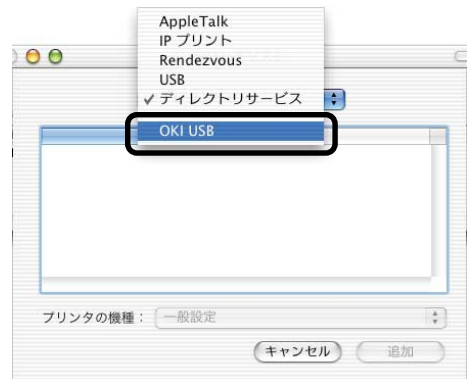 AppleTalk
IP プリント
Rendezvous
USB
✓ ディレクトリサービス
OKI USB
プリンタの機種： 一般設定
キャンセル 追加